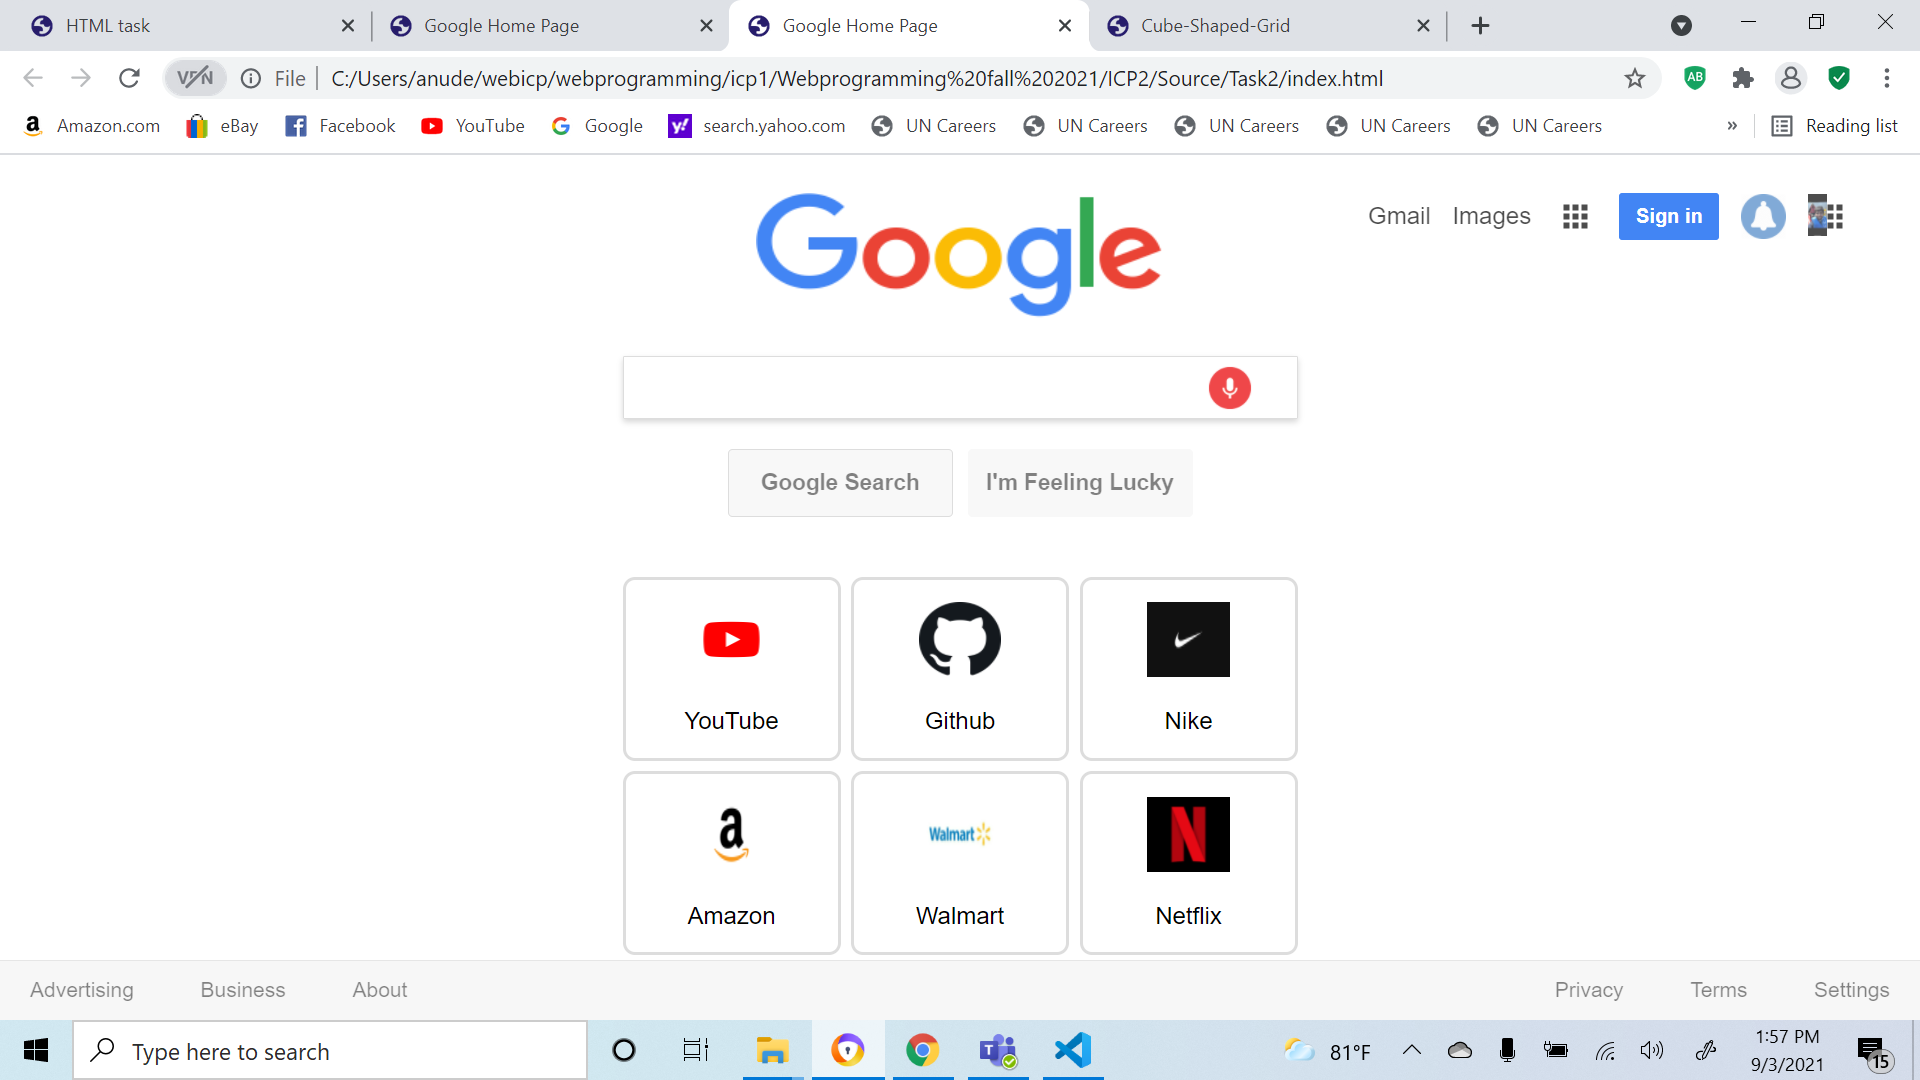 HTML task
Google Home Page
Google Home Page
Cube-Shaped-Grid
VPN
File
C:/Users/anude/webicp/webprogramming/icp1/Webprogramming%20fall%202021/ICP2/Source/Task2/index.html
AB
Amazon.com
eBay
Facebook
YouTube
Google
y!
search.yahoo.com
UN Careers
UN Careers
UN Careers
UN Careers
UN Careers
»
Reading list
Google
Gmail
Images
Sign in
Google Search
I'm Feeling Lucky
YouTube
Github
Nike
a
Walmart
N
Amazon
Walmart
Netflix
Advertising
Business
About
Privacy
Terms
Settings
Type here to search
81°F
1:57 PM
9/3/2021
15